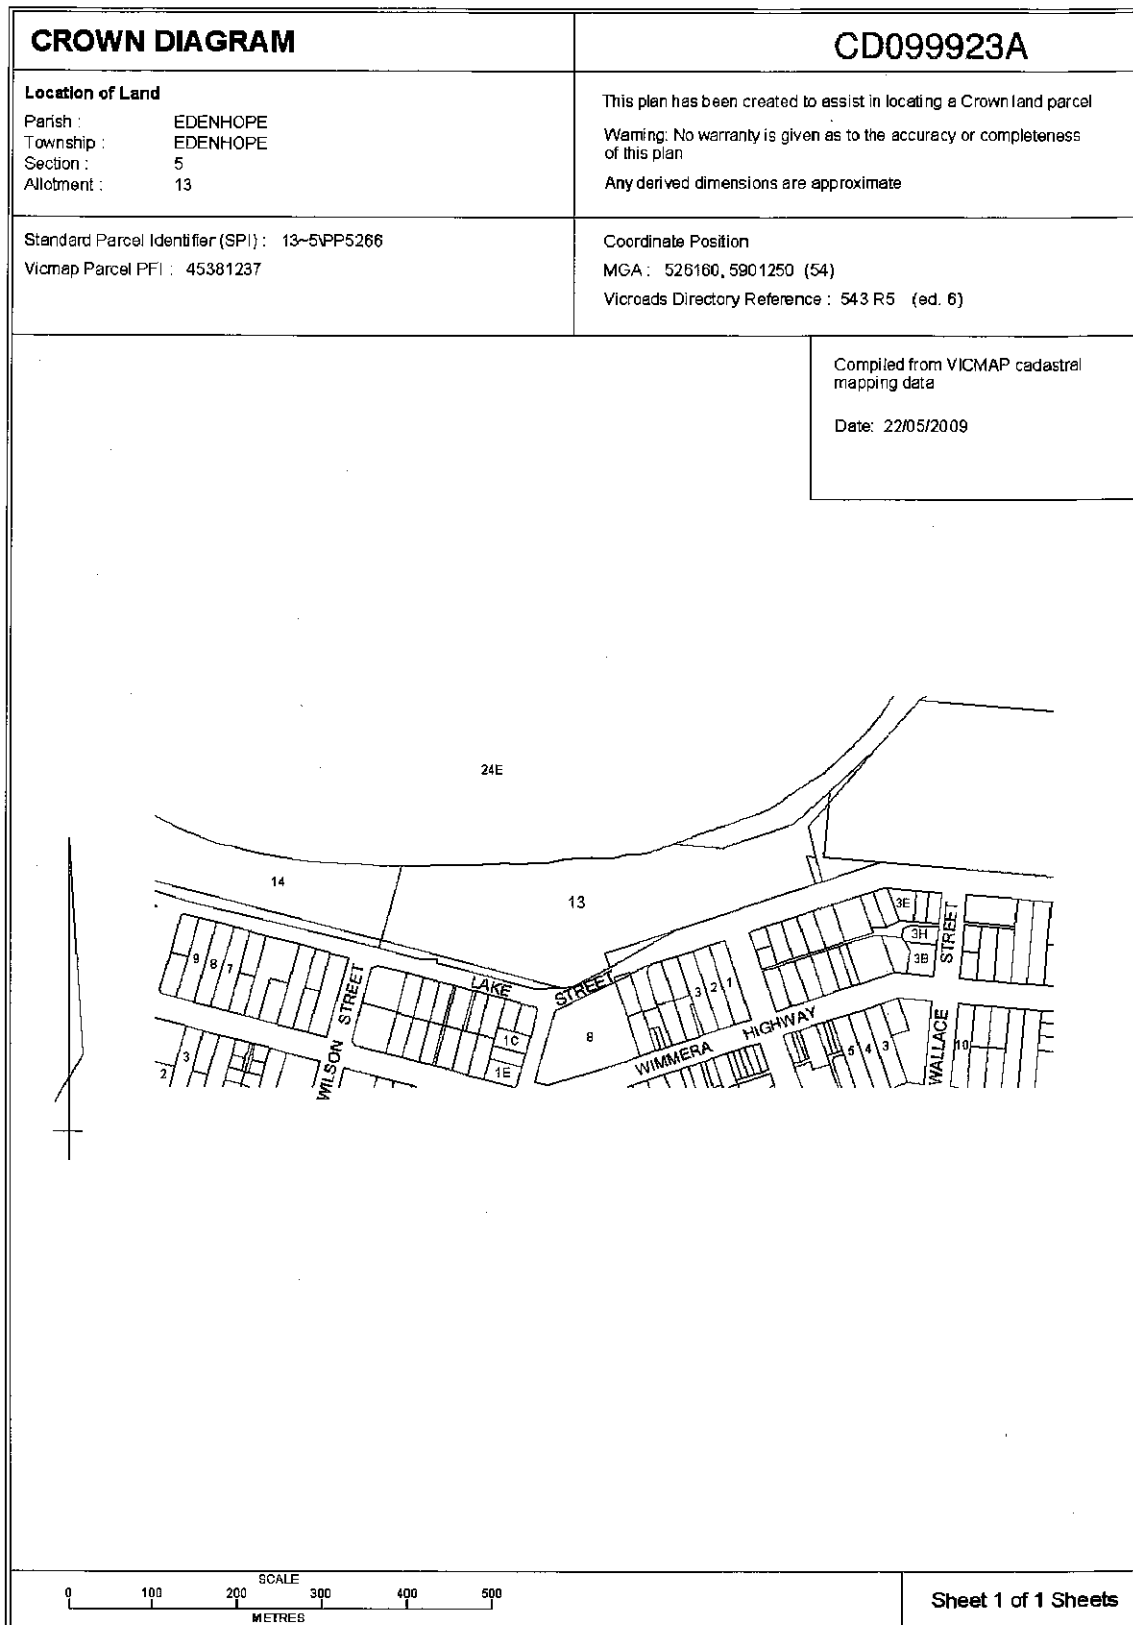 CROWN DIAGRAM
CD099923A
Location of Land
Parish : EDENHOPE
Township : EDENHOPE
Section : 5
Allotment : 13
This plan has been created to assist in locating a Crown land parcel
Warning: No warranty is given as to the accuracy or completeness
of this plan
Any derived dimensions are approximate
Standard Parcel Identifier (SPI) : 13~5\PP5266
Vicmap Parcel PFI : 45381237
Coordinate Position
MGA : 526160, 5901250 (54)
Vicroads Directory Reference : 543 R5 (ed. 6)
Compiled from VICMAP cadastral
mapping data
Date: 22/05/2009
24E
14
13
3E
3H
3B
STREET
9 8 7
STREET
LAKE
STREET
3 2 1
8
1C
1E
WIMMERA HIGHWAY
WILSON
3
2
5 4 3
WALLACE
10
SCALE
0 100 200 300 400 500
METRES
Sheet 1 of 1 Sheets